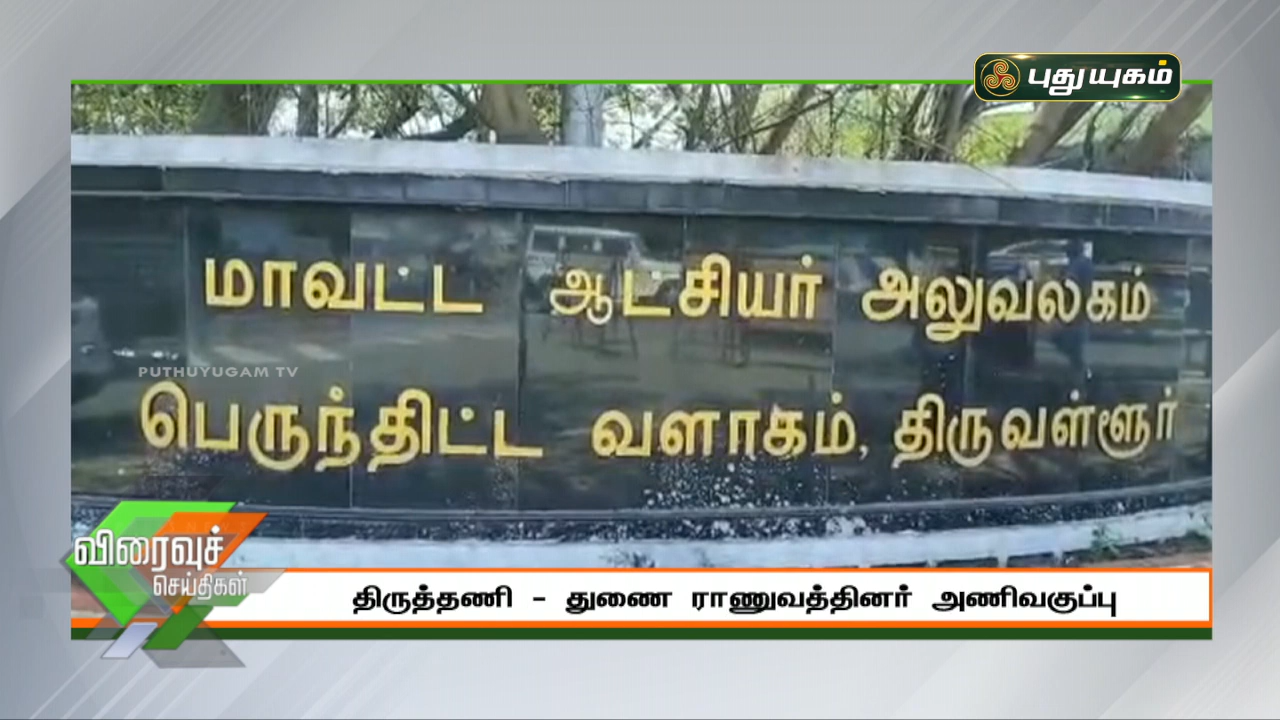 புதுயுகம்
மாவட்ட ஆட்சியர் அலுவலகம்
PUTHUYUGAM TV
பெருந்திட்ட வளாகம், திருவள்ளூர்
விரைவுச்
செய்திகள்
திருத்தணி - துணை ராணுவத்தினர் அணிவகுப்பு